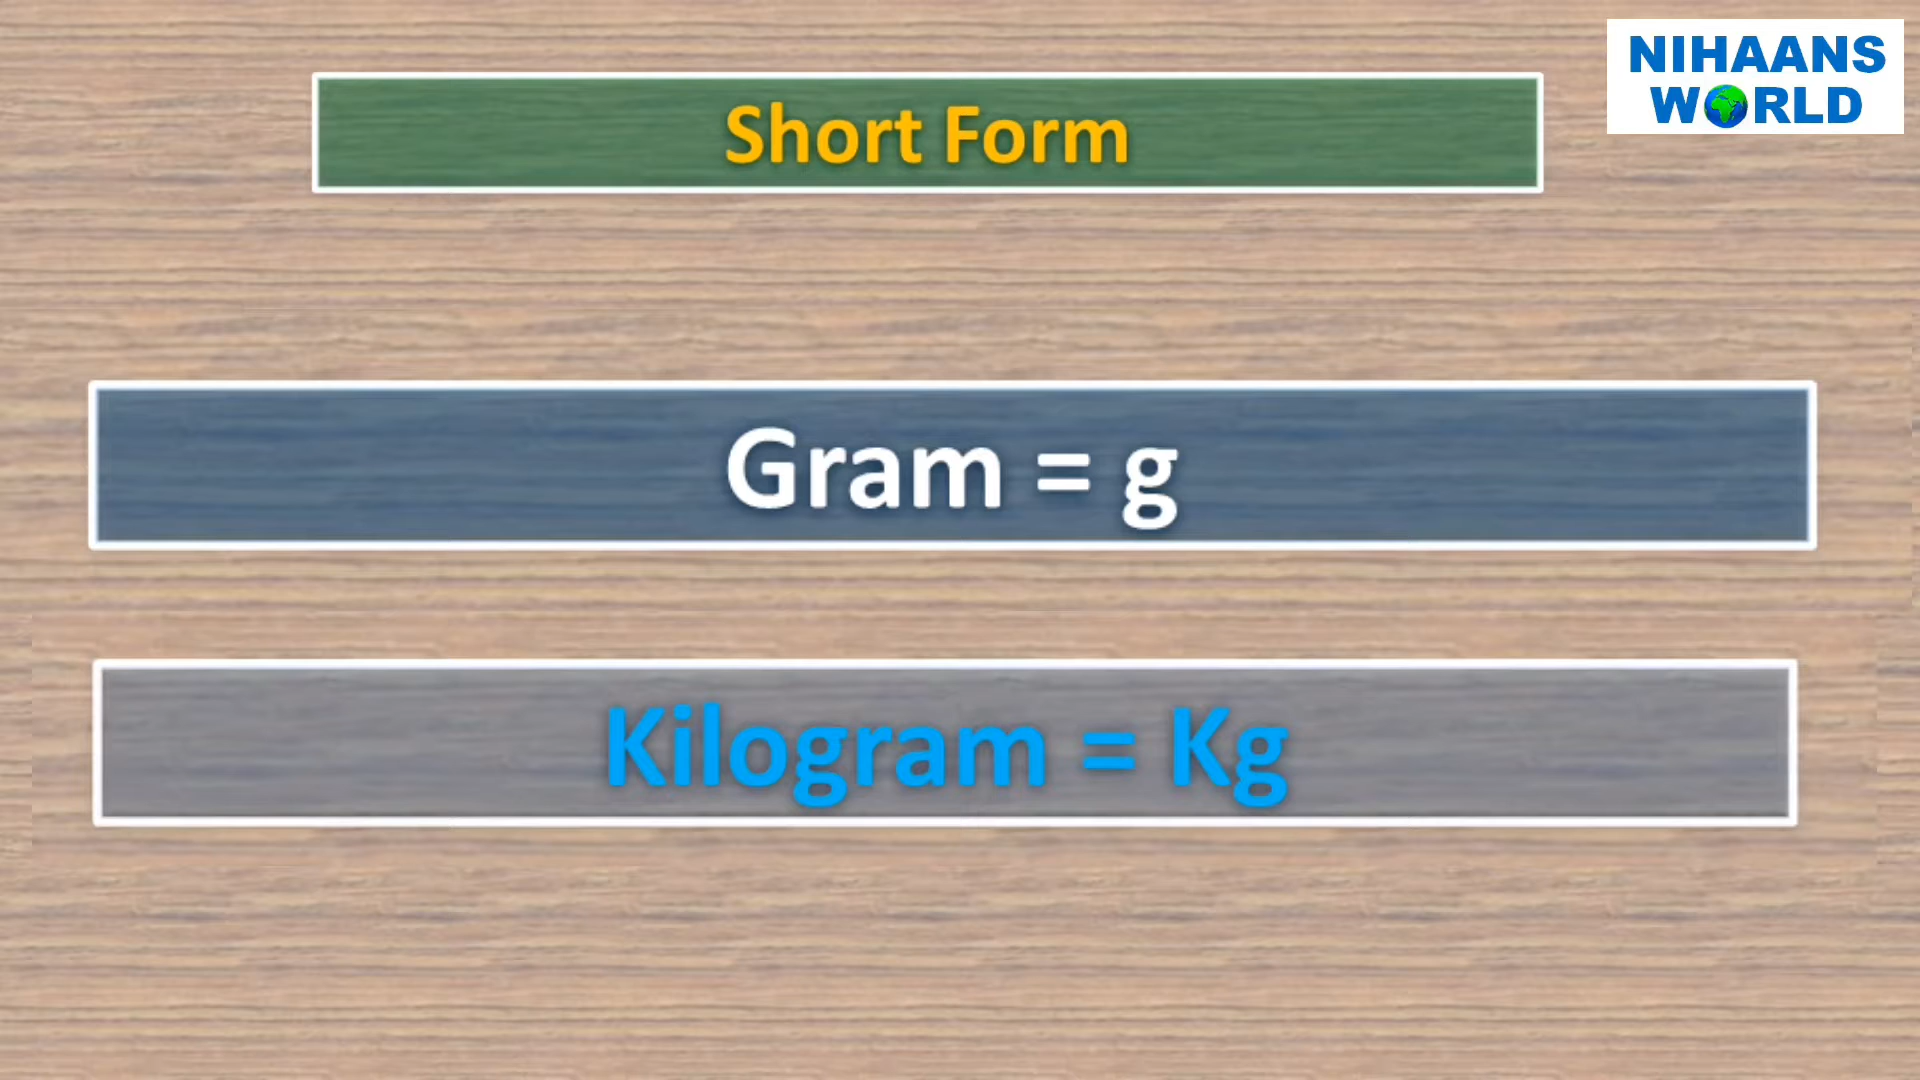 NIHAANS
WORLD
Short Form
Gram = g
Kilogram = Kg